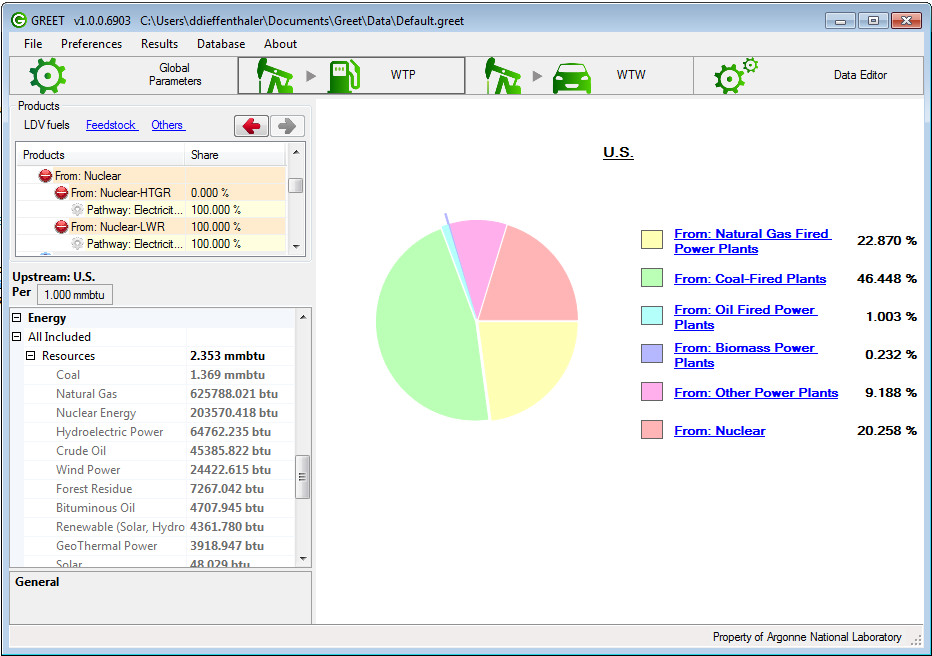 GREET v1.0.0.6903 C:\Users\ddieffenthaler\Documents\Greet\Data\Default.greet
File Preferences Results Database About
Global
Parameters
WTP
WTW
Data Editor
Products
LDV fuels Feedstock Others
Products Share
From: Nuclear
From: Nuclear-HTGR 0.000 %
Pathway: Electricit... 100.000 %
From: Nuclear-LWR 100.000 %
Pathway: Electricit... 100.000 %
Upstream: U.S.
Per 1.000 mmbtu
Energy
All Included
Resources 2.353 mmbtu
Coal 1.369 mmbtu
Natural Gas 625788.021 btu
Nuclear Energy 203570.418 btu
Hydroelectric Power 64762.235 btu
Crude Oil 45385.822 btu
Wind Power 24422.615 btu
Forest Residue 7267.042 btu
Bituminous Oil 4707.945 btu
Renewable (Solar, Hydro 4361.780 btu
GeoThermal Power 3918.947 btu
Solar 48.029 btu
General
U.S.
From: Natural Gas Fired
Power Plants 22.870 %
From: Coal-Fired Plants 46.448 %
From: Oil Fired Power
Plants 1.003 %
From: Biomass Power
Plants 0.232 %
From: Other Power Plants 9.188 %
From: Nuclear 20.258 %
Property of Argonne National Laboratory